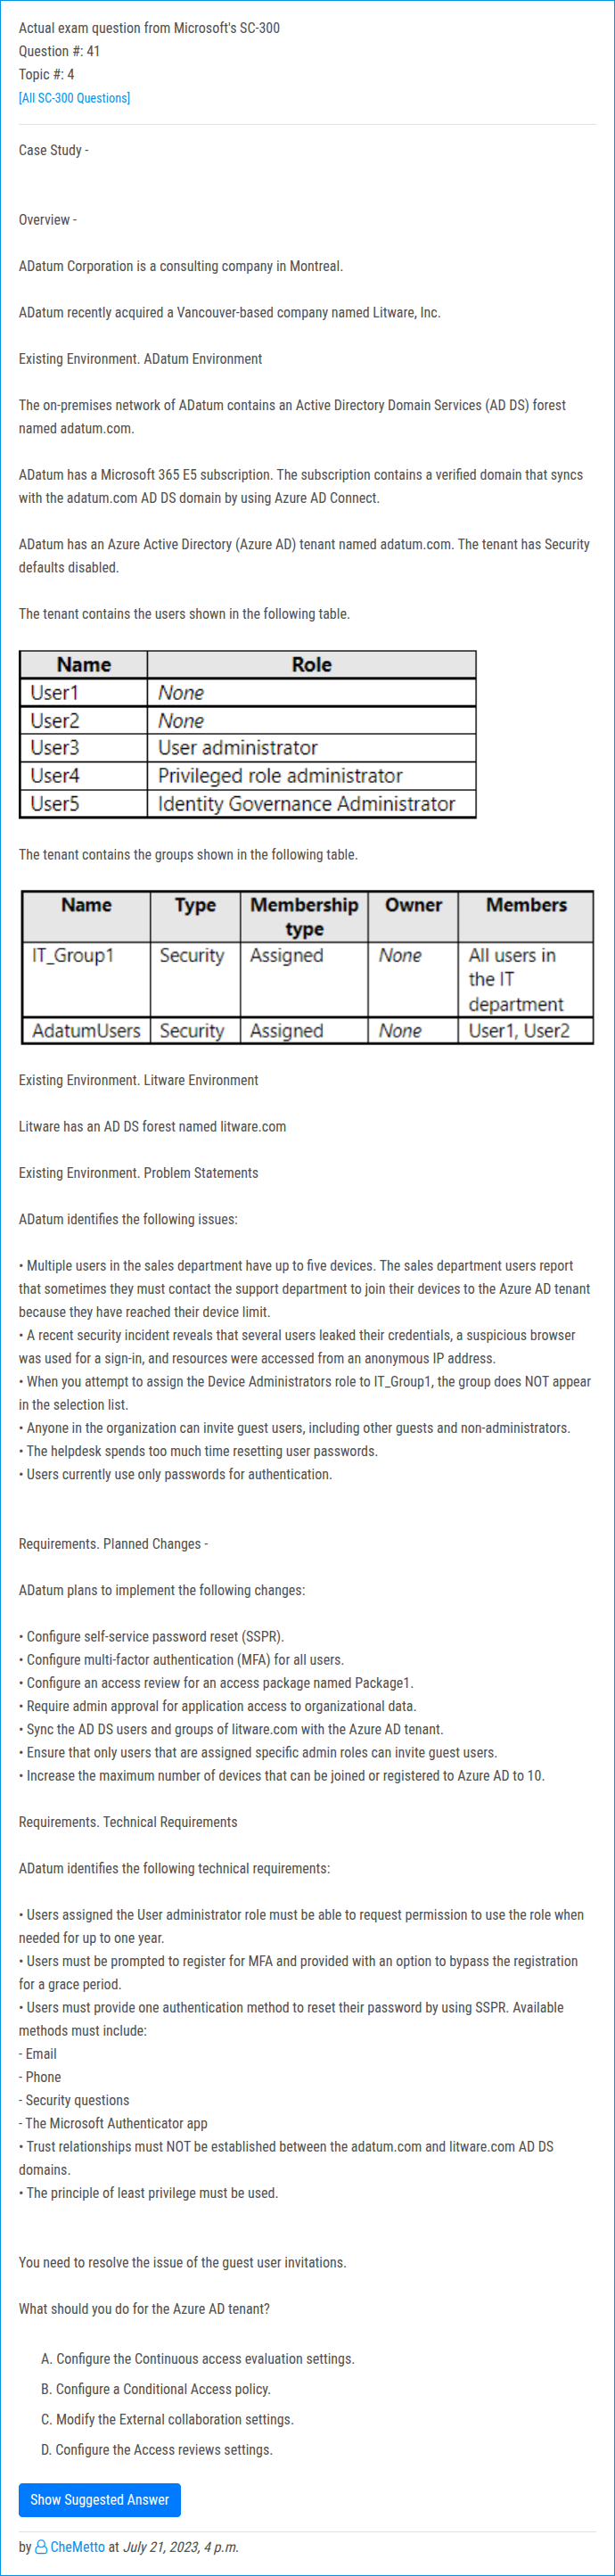 Actual exam question from Microsoft's SC-300
Question #: 41
Topic #: 4
[All SC-300 Questions]
Case Study -
Overview -
ADatum Corporation is a consulting company in Montreal.
ADatum recently acquired a Vancouver-based company named Litware, Inc.
Existing Environment. ADatum Environment
The on-premises network of ADatum contains an Active Directory Domain Services (AD DS) forest
named adatum.com.
ADatum has a Microsoft 365 E5 subscription. The subscription contains a verified domain that syncs
with the adatum.com AD DS domain by using Azure AD Connect.
ADatum has an Azure Active Directory (Azure AD) tenant named adatum.com. The tenant has Security
defaults disabled.
The tenant contains the users shown in the following table.
Name Role
User1 None
User2 None
User3 User administrator
User4 Privileged role administrator
User5 Identity Governance Administrator
The tenant contains the groups shown in the following table.
Name Type Membership type Owner Members
IT_Group1 Security Assigned None All users in
the IT
department
AdatumUsers Security Assigned None User1, User2
Existing Environment. Litware Environment
Litware has an AD DS forest named litware.com
Existing Environment. Problem Statements
ADatum identifies the following issues:
• Multiple users in the sales department have up to five devices. The sales department users report
that sometimes they must contact the support department to join their devices to the Azure AD tenant
because they have reached their device limit.
• A recent security incident reveals that several users leaked their credentials, a suspicious browser
was used for a sign-in, and resources were accessed from an anonymous IP address.
• When you attempt to assign the Device Administrators role to IT_Group1, the group does NOT appear
in the selection list.
• Anyone in the organization can invite guest users, including other guests and non-administrators.
• The helpdesk spends too much time resetting user passwords.
• Users currently use only passwords for authentication.
Requirements. Planned Changes -
ADatum plans to implement the following changes:
• Configure self-service password reset (SSPR).
• Configure multi-factor authentication (MFA) for all users.
• Configure an access review for an access package named Package1.
• Require admin approval for application access to organizational data.
• Sync the AD DS users and groups of litware.com with the Azure AD tenant.
• Ensure that only users that are assigned specific admin roles can invite guest users.
• Increase the maximum number of devices that can be joined or registered to Azure AD to 10.
Requirements. Technical Requirements
ADatum identifies the following technical requirements:
• Users assigned the User administrator role must be able to request permission to use the role when
needed for up to one year.
• Users must be prompted to register for MFA and provided with an option to bypass the registration
for a grace period.
• Users must provide one authentication method to reset their password by using SSPR. Available
methods must include:
- Email
- Phone
- Security questions
- The Microsoft Authenticator app
• Trust relationships must NOT be established between the adatum.com and litware.com AD DS
domains.
• The principle of least privilege must be used.
You need to resolve the issue of the guest user invitations.
What should you do for the Azure AD tenant?
A. Configure the Continuous access evaluation settings.
B. Configure a Conditional Access policy.
C. Modify the External collaboration settings.
D. Configure the Access reviews settings.
Show Suggested Answer
by CheMetto at July 21, 2023, 4 p.m.